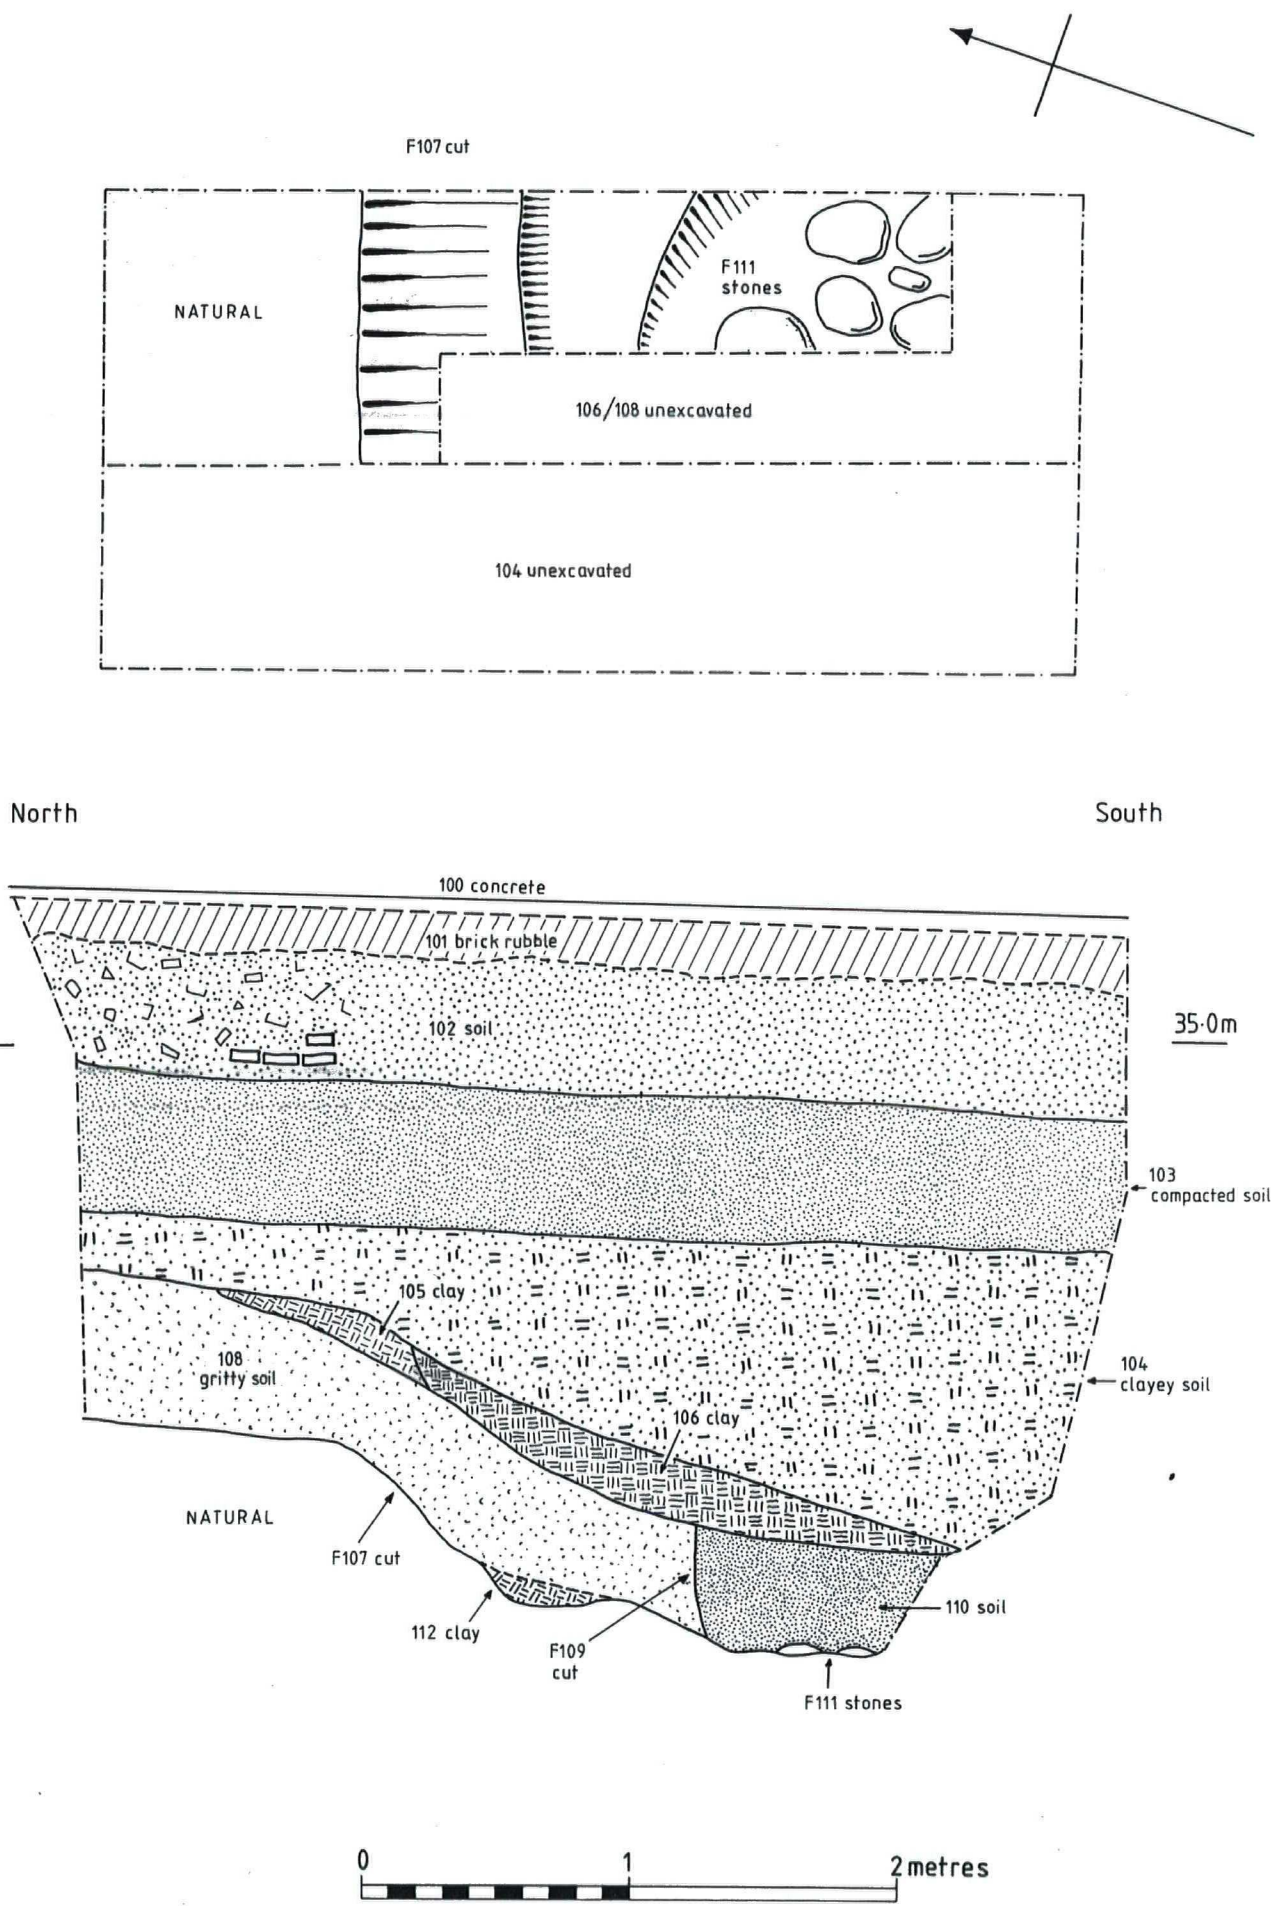 F107 cut
NATURAL
F111
stones
106/108 unexcavated
104 unexcavated
North
South
100 concrete
101 brick rubble
102 soil
35·0m
103
compacted soil
105 clay
108
gritty soil
104
clayey soil
106 clay
NATURAL
F107 cut
112 clay
F109
cut
110 soil
F111 stones
0
1
2 metres